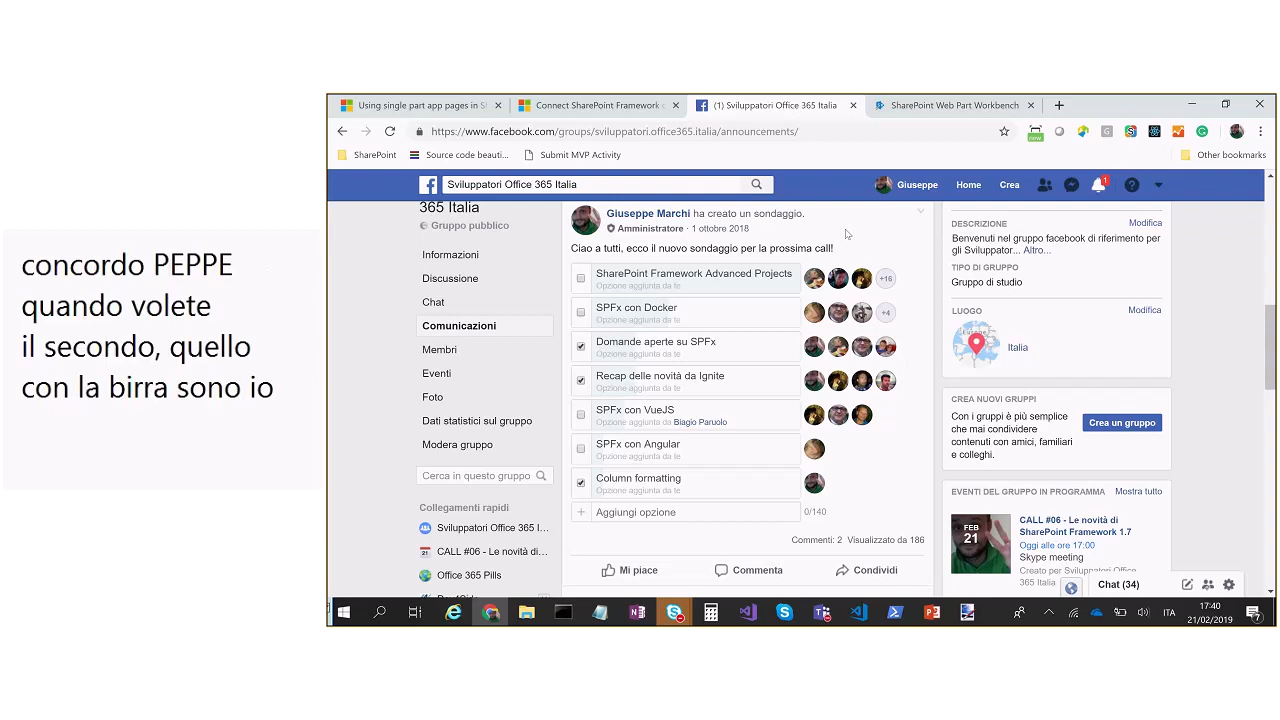 concordo PEPPE
quando volete
il secondo, quello
con la birra sono io
Using single part app pages in S
Connect SharePoint Framework
(1) Sviluppatori Office 365 Italia
SharePoint Web Part Workbench
https://www.facebook.com/groups/sviluppatori.office365.italia/announcements/
SharePoint
Source code beauti...
Submit MVP Activity
Other bookmarks
Sviluppatori Office 365 Italia
Giuseppe
Home
Crea
1
365 Italia
Gruppo pubblico
Informazioni
Discussione
Chat
Comunicazioni
Membri
Eventi
Foto
Dati statistici sul gruppo
Modera gruppo
Cerca in questo gruppo
Collegamenti rapidi
Sviluppatori Office 365 I...
CALL #06 - Le novità di...
Office 365 Pills
Giuseppe Marchi ha creato un sondaggio.
Amministratore · 1 ottobre 2018
Ciao a tutti, ecco il nuovo sondaggio per la prossima call!
SharePoint Framework Advanced Projects
Opzione aggiunta da te
+16
SPFx con Docker
Opzione aggiunta da te
+4
Domande aperte su SPFx
Opzione aggiunta da te
Recap delle novità da Ignite
Opzione aggiunta da te
SPFx con VueJS
Opzione aggiunta da Biagio Paruolo
SPFx con Angular
Opzione aggiunta da te
Column formatting
Opzione aggiunta da te
Aggiungi opzione
0/140
Commenti: 2 Visualizzato da 186
Mi piace
Commenta
Condividi
DESCRIZIONE
Modifica
Benvenuti nel gruppo facebook di riferimento per
gli Sviluppator... Altro...
TIPO DI GRUPPO
Gruppo di studio
LUOGO
Modifica
Italia
CREA NUOVI GRUPPI
Con i gruppi è più semplice
che mai condividere
contenuti con amici, familiari
e colleghi.
Crea un gruppo
EVENTI DEL GRUPPO IN PROGRAMMA
Mostra tutto
FEB
21
CALL #06 - Le novità di
SharePoint Framework 1.7
Oggi alle ore 17:00
Skype meeting
Creato per Sviluppatori Office
365 Italia
Chat (34)
ITA
17:40
21/02/2019
7